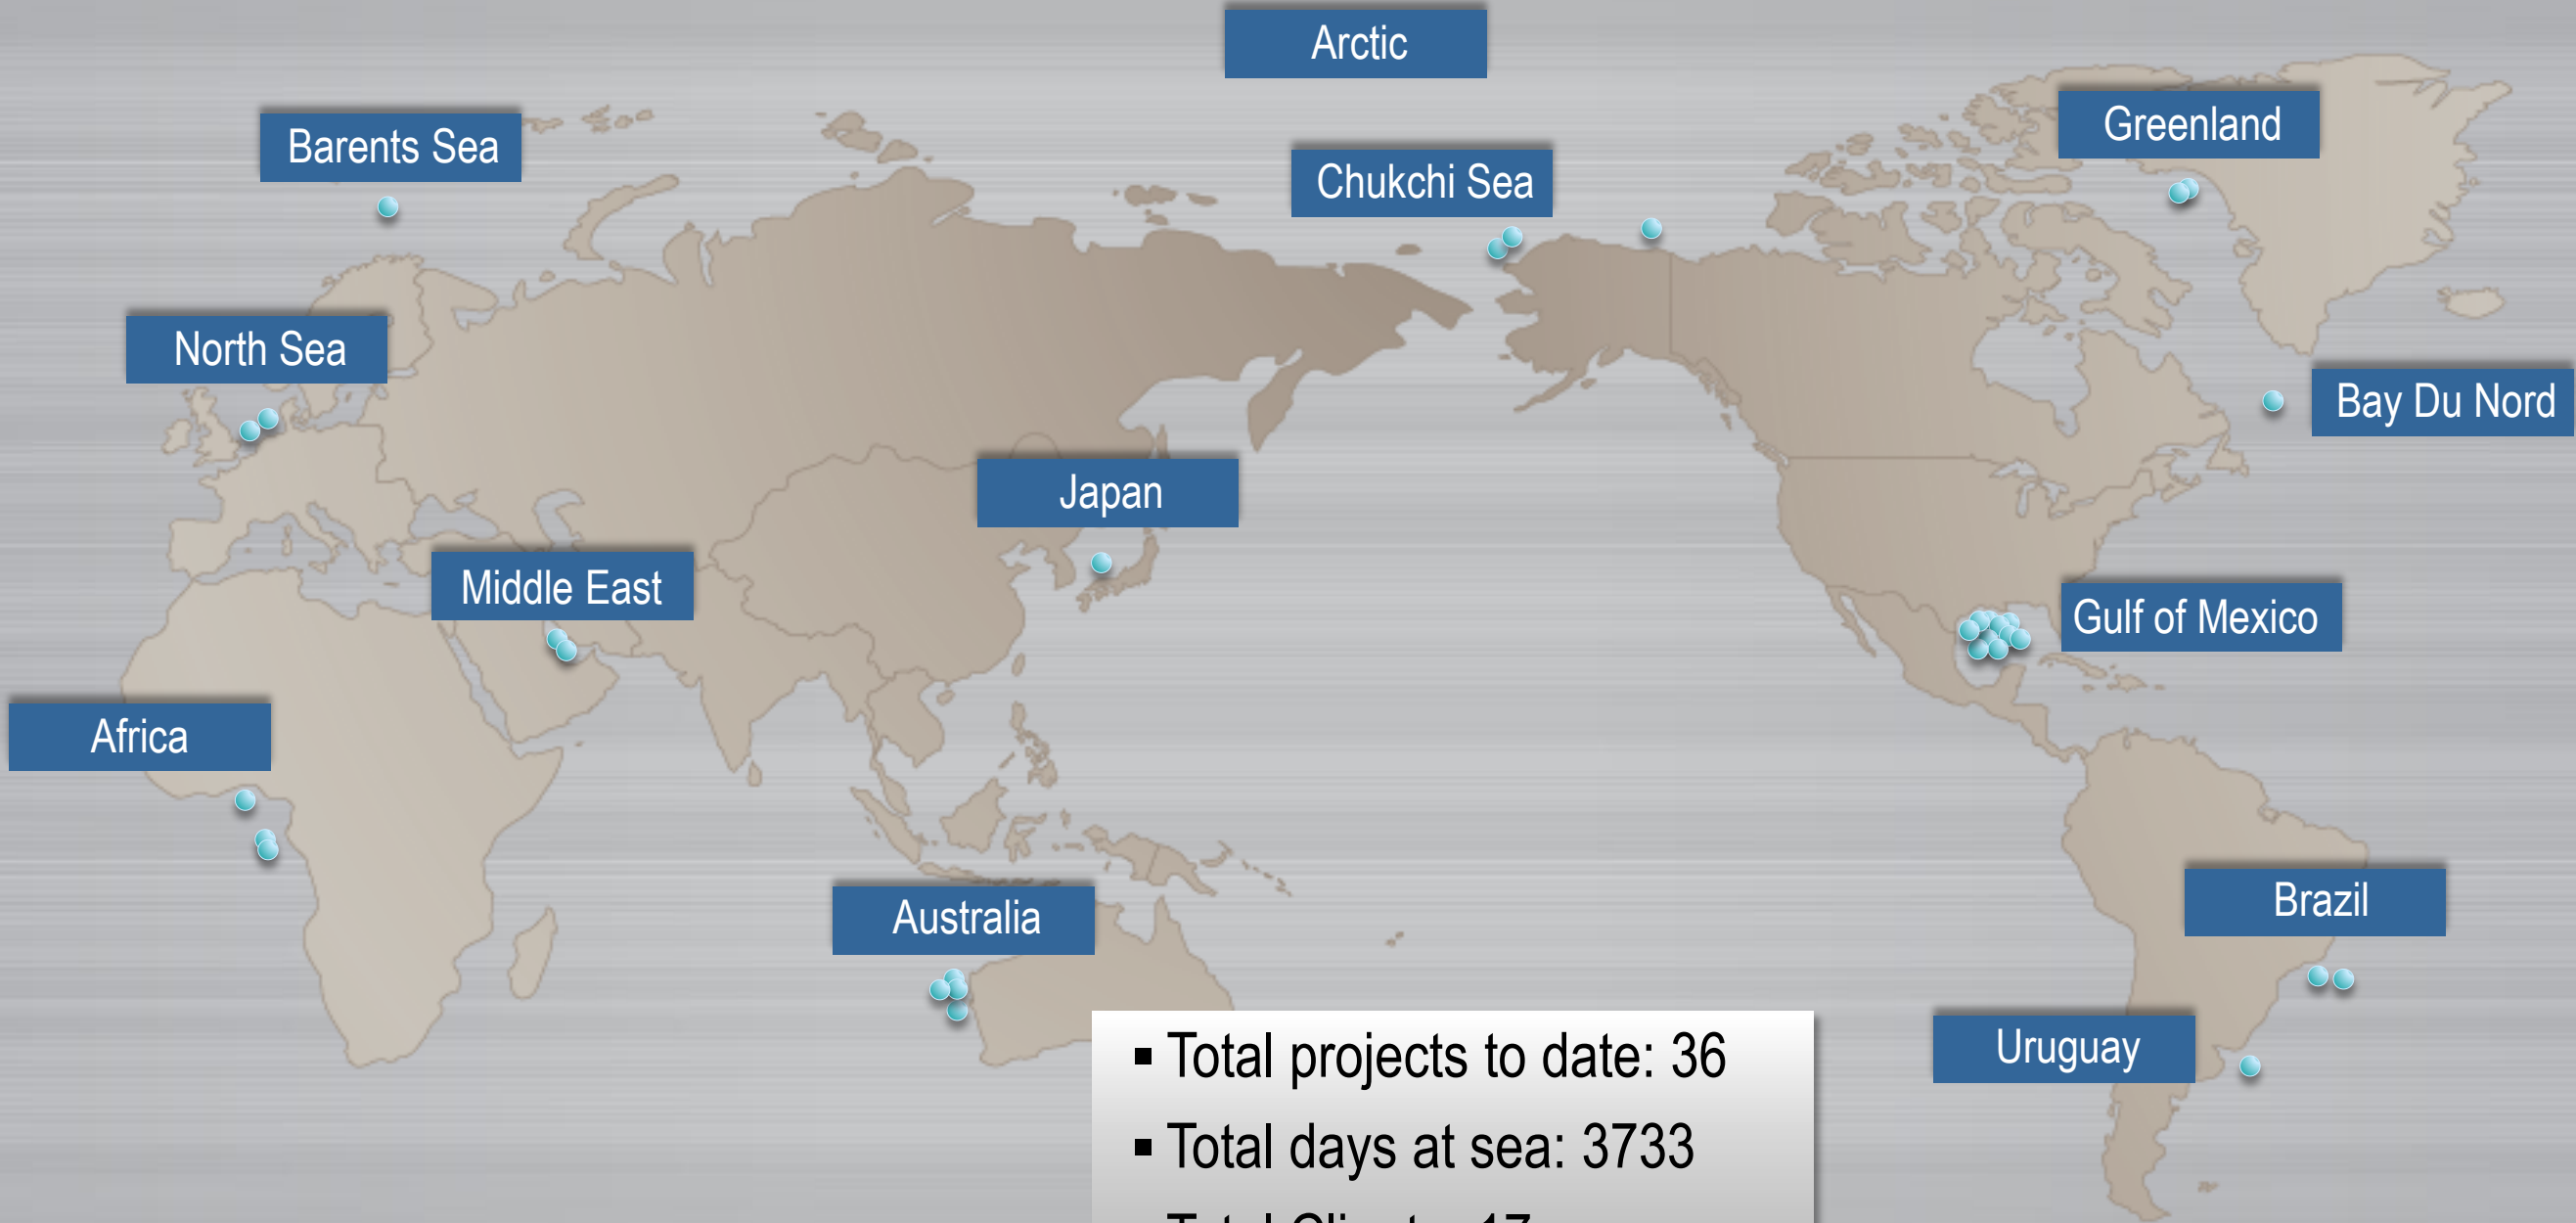 Arctic
Barents Sea
Greenland
Chukchi Sea
North Sea
Bay Du Nord
Japan
Middle East
Gulf of Mexico
Africa
Brazil
Australia
Uruguay
▪ Total projects to date: 36
▪ Total days at sea: 3733
Total